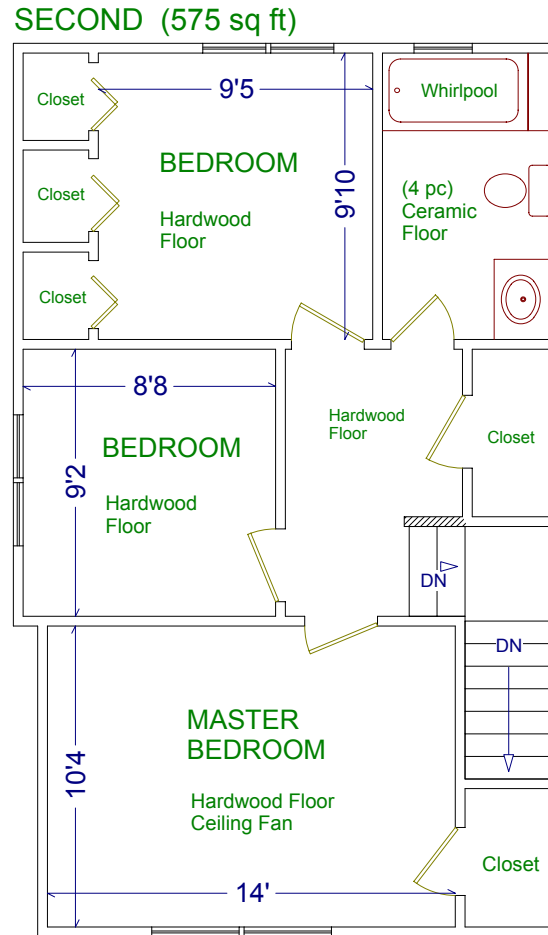 SECOND (575 sq ft)
Closet
9'5
Whirlpool
BEDROOM
9'10
Closet
(4 pc)
Ceramic
Floor
Hardwood
Floor
Closet
8'8
Hardwood
Floor
BEDROOM
Closet
9'2
Hardwood
Floor
DN
DN
MASTER
BEDROOM
10'4
Hardwood Floor
Ceiling Fan
Closet
14'